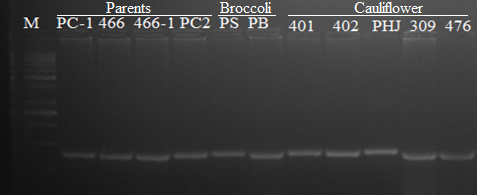 Parents Broccoli Cauliflower
M PC-1 466 466-1 PC2 PS PB 401 402 PHJ 309 476